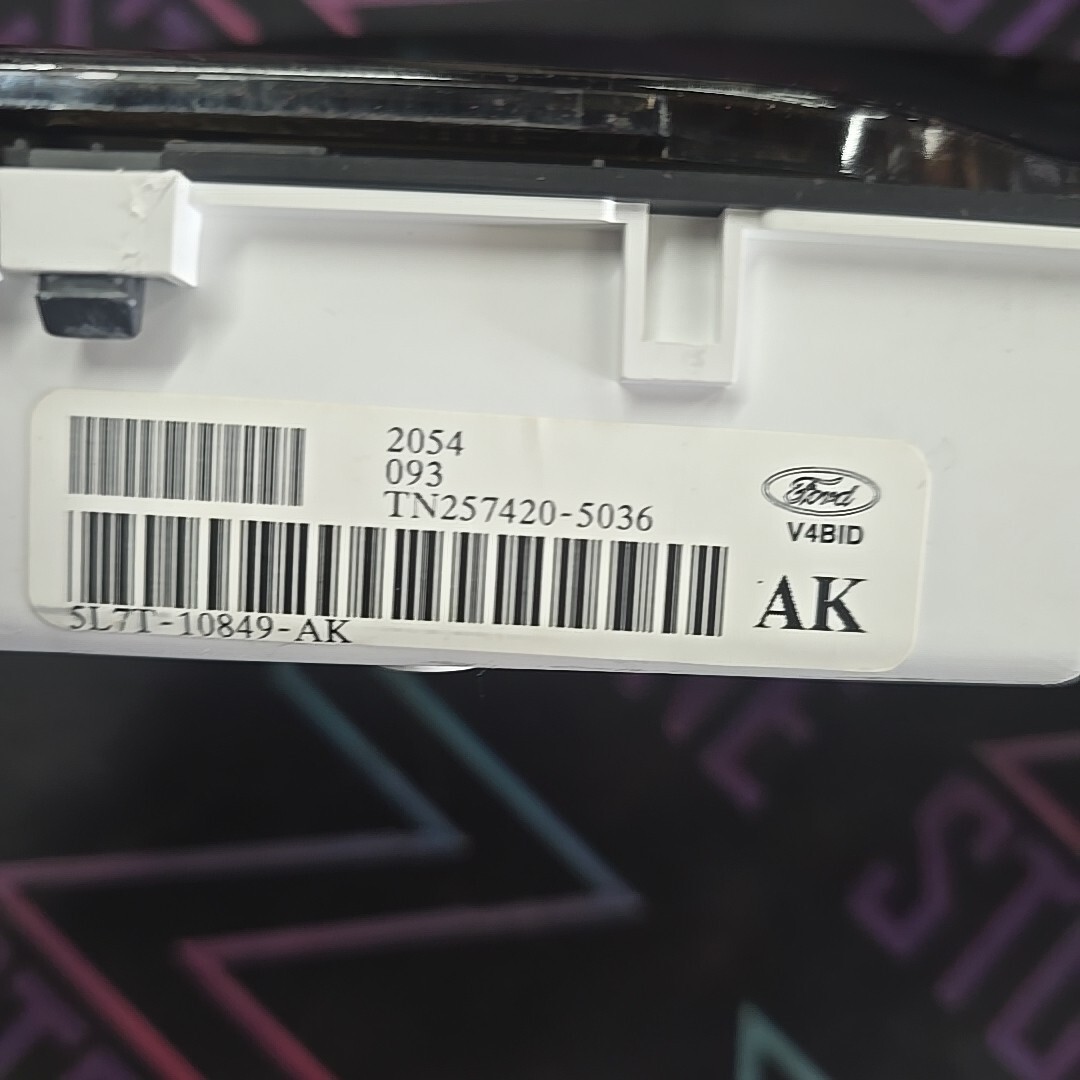 2054
093
TN257420-5036
Ford
V4BID
AK
5L7T-10849-AK